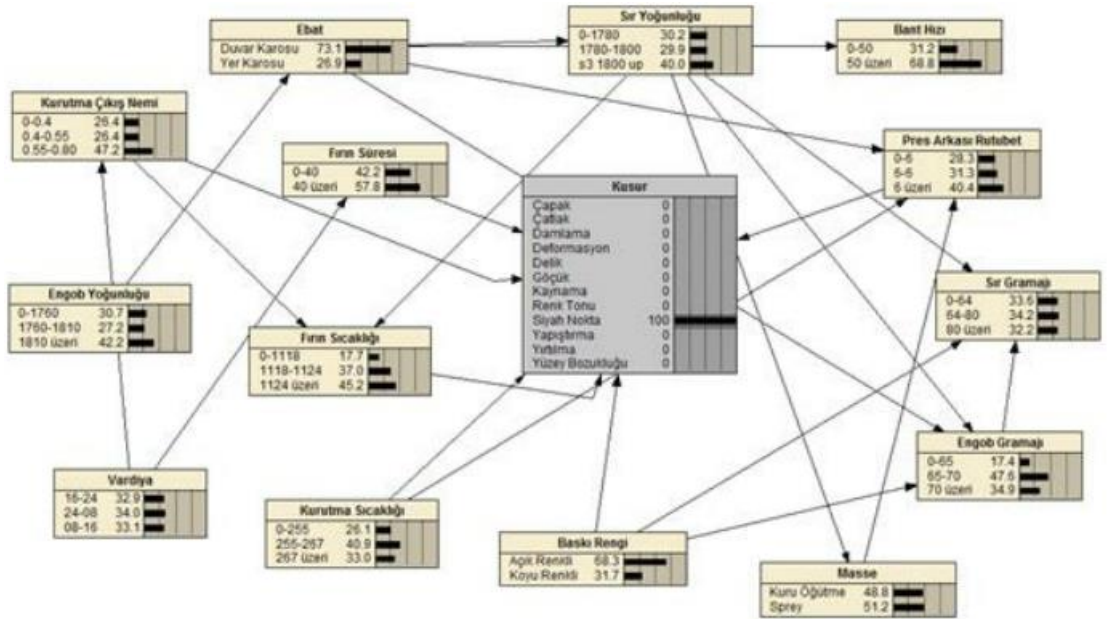 Ebat
Duvar Karosu 73.1
Yer Karosu 26.9
Sır Yoğunluğu
0-1780 30.2
1780-1800 29.9
s3 1800 up 40.0
Bant Hızı
0-50 31.2
50 üzeri 68.8
Kurutma Çıkış Nemi
0-0.4 26.4
0.4-0.55 26.4
0.55-0.80 47.2
Fırın Süresi
0-40 42.2
40 üzeri 57.8
Pres Arkası Rutubet
0-6 28.3
6-6 31.3
6 üzeri 40.4
Kusur
Çapak 0
Çatlak 0
Damlama 0
Deformasyon 0
Delik 0
Göçük 0
Kaynama 0
Renk Tonu 0
Siyah Nokta 100
Yapıştırma 0
Yırtılma 0
Yüzey Bozukluğu 0
Engob Yoğunluğu
0-1760 30.7
1760-1810 27.2
1810 üzeri 42.2
Sır Gramajı
0-64 33.6
64-80 34.2
80 üzeri 32.2
Fırın Sıcaklığı
0-1118 17.7
1118-1124 37.0
1124 üzeri 45.2
Engob Gramajı
0-65 17.4
65-70 47.6
70 üzeri 34.9
Vardiya
16-24 32.9
24-08 34.0
08-16 33.1
Kurutma Sıcaklığı
0-255 26.1
255-267 40.9
267 üzeri 33.0
Baskı Rengi
Açık Renkli 68.3
Koyu Renkli 31.7
Masse
Kuru Öğütme 48.8
Sprey 51.2